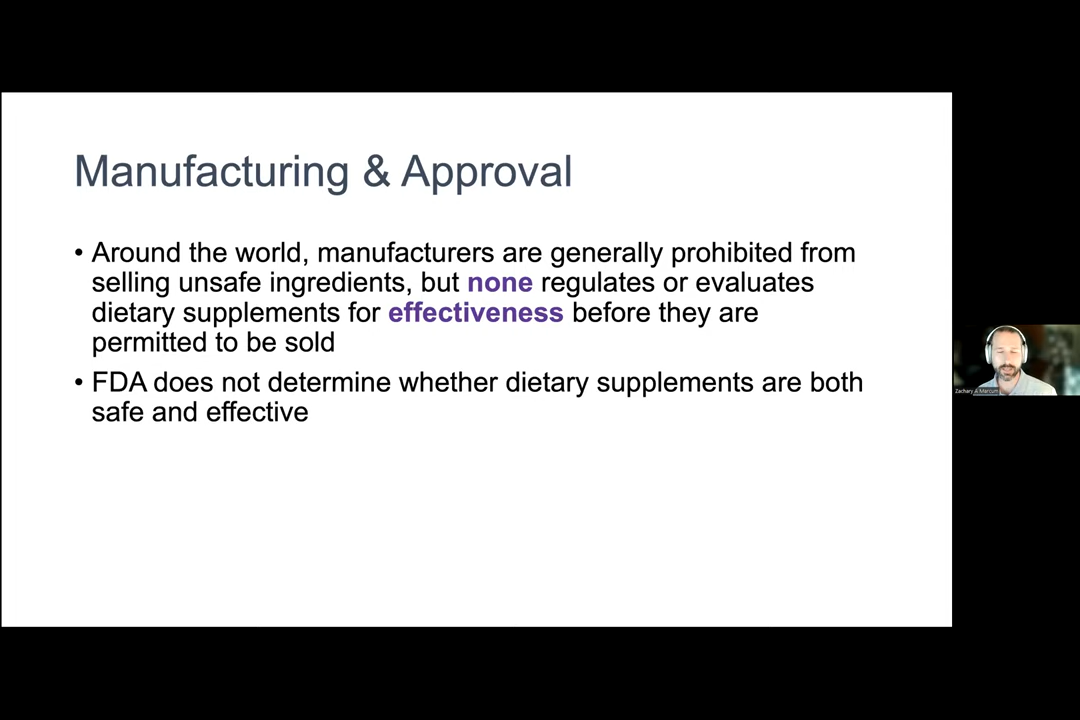 Manufacturing & Approval
• Around the world, manufacturers are generally prohibited from
selling unsafe ingredients, but none regulates or evaluates
dietary supplements for effectiveness before they are
permitted to be sold
• FDA does not determine whether dietary supplements are both
safe and effective
Zachary A Marcum